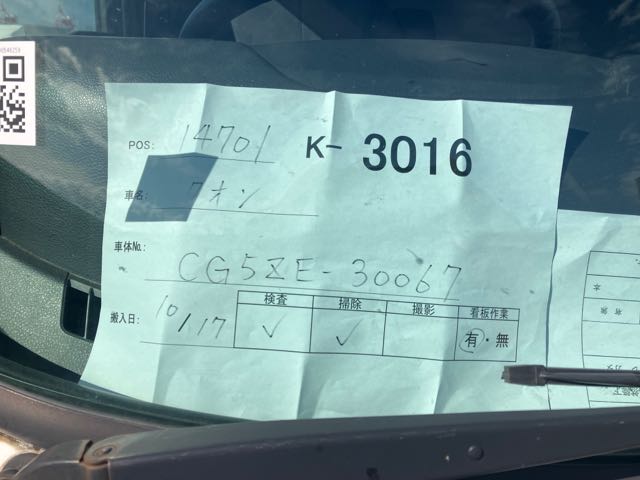 POS: 14701 K- 3016
車名: クオン
車体No.: CG5ZE-30067
搬入日: 10/17
検査 掃除 撮影 看板作業
✓ ✓ 有・無